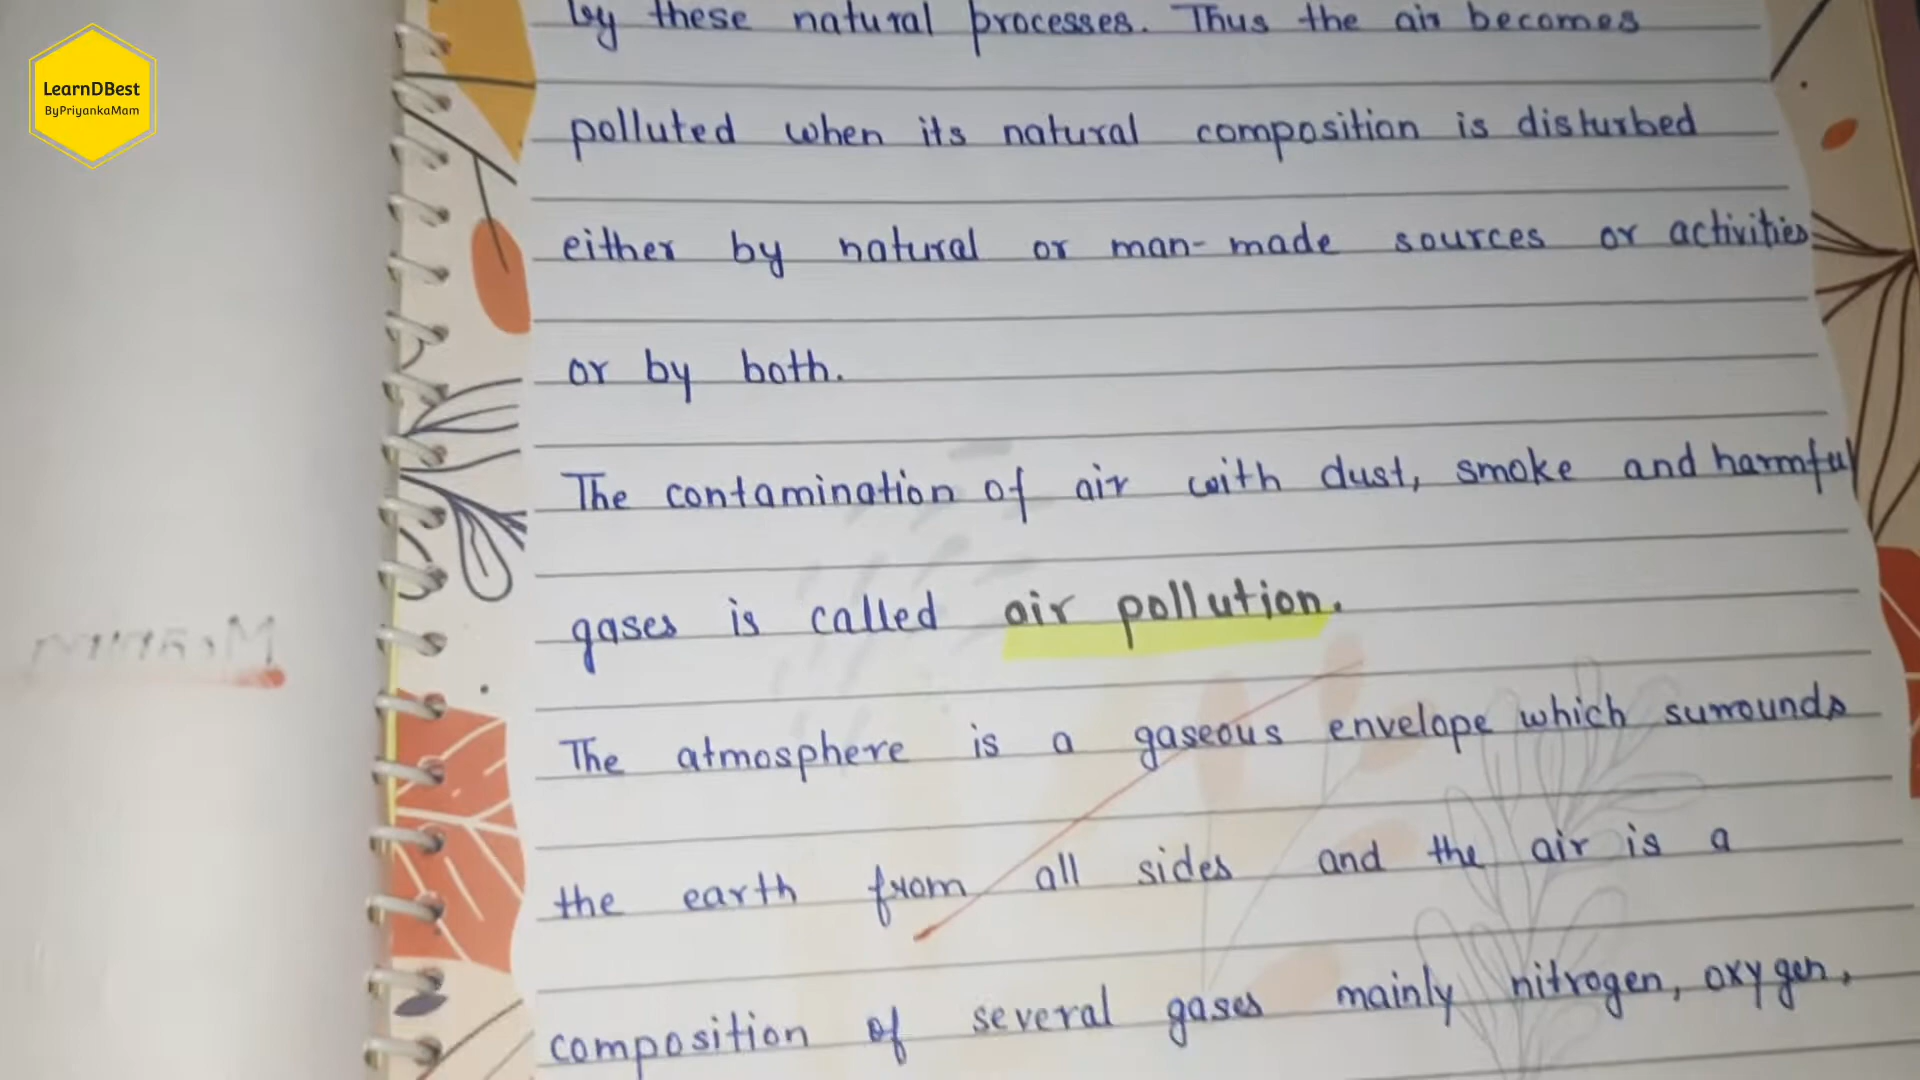 LearnDBest
ByPriyankaMam
by these natural processes. Thus the air becomes
polluted when its natural composition is disturbed
either by natural or man-made sources or activities
or by both.
The contamination of air with dust, smoke and harmful
gases is called air pollution.
The atmosphere is a gaseous envelope which surrounds
the earth from all sides and the air is a
composition of several gases mainly nitrogen, oxygen,